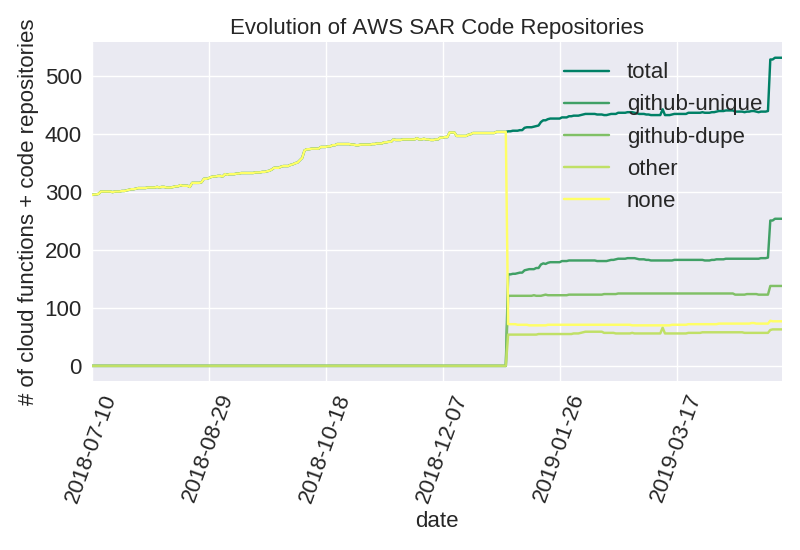 Evolution of AWS SAR Code Repositories
# of cloud functions + code repositories
500
400
300
200
100
0
total
github-unique
github-dupe
other
none
2018-07-10
2018-08-29
2018-10-18
2018-12-07
2019-01-26
2019-03-17
date